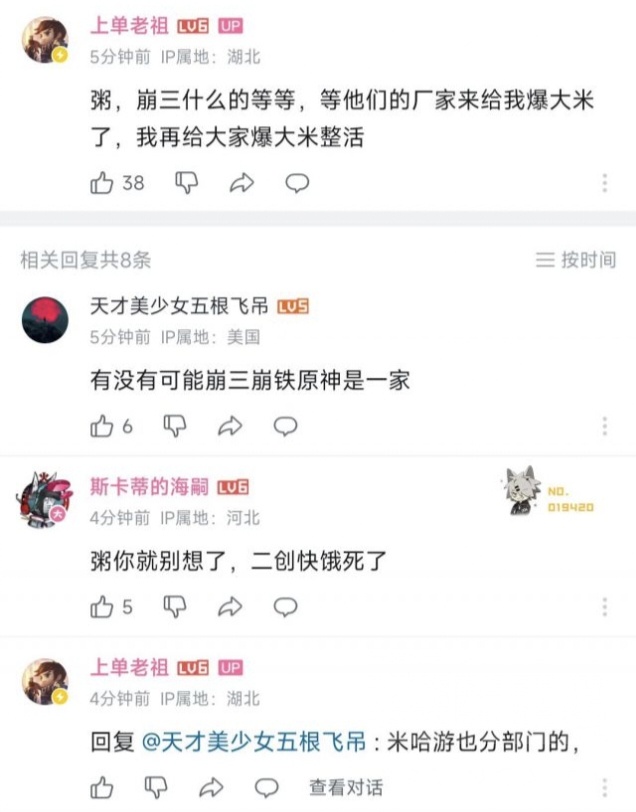 上单老祖 LV6 UP
5分钟前 IP属地：湖北
粥，崩三什么的等等，等他们的厂家来给我爆大米
了，我再给大家爆大米整活
38
相关回复共8条 按时间
天才美少女五根飞吊 LV5
5分钟前 IP属地：美国
有没有可能崩三崩铁原神是一家
6
斯卡蒂的海嗣 LV6
NO.
019420
大
4分钟前 IP属地：河北
粥你就别想了，二创快饿死了
5
上单老祖 LV6 UP
4分钟前 IP属地：湖北
回复 @天才美少女五根飞吊 : 米哈游也分部门的，
查看对话